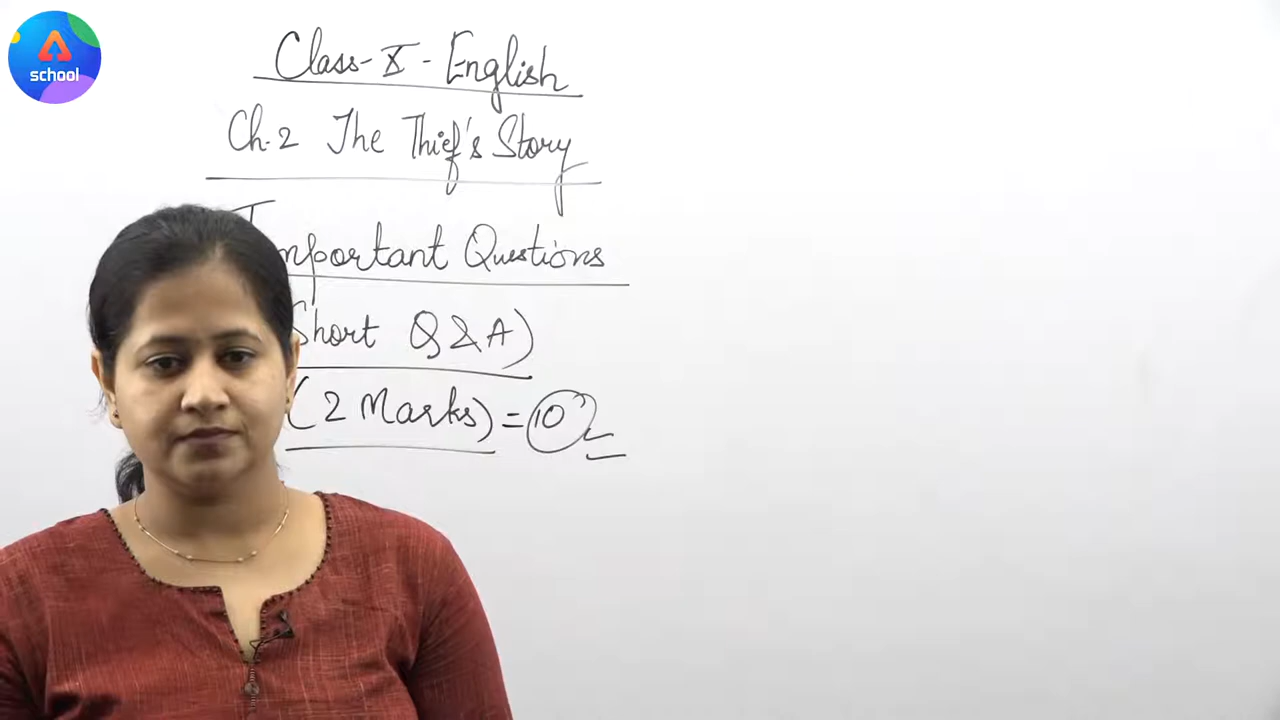 school
Class-X - English
Ch.2 The Thief's Story
Important Questions
Short Q & A)
(2 Marks) = 10